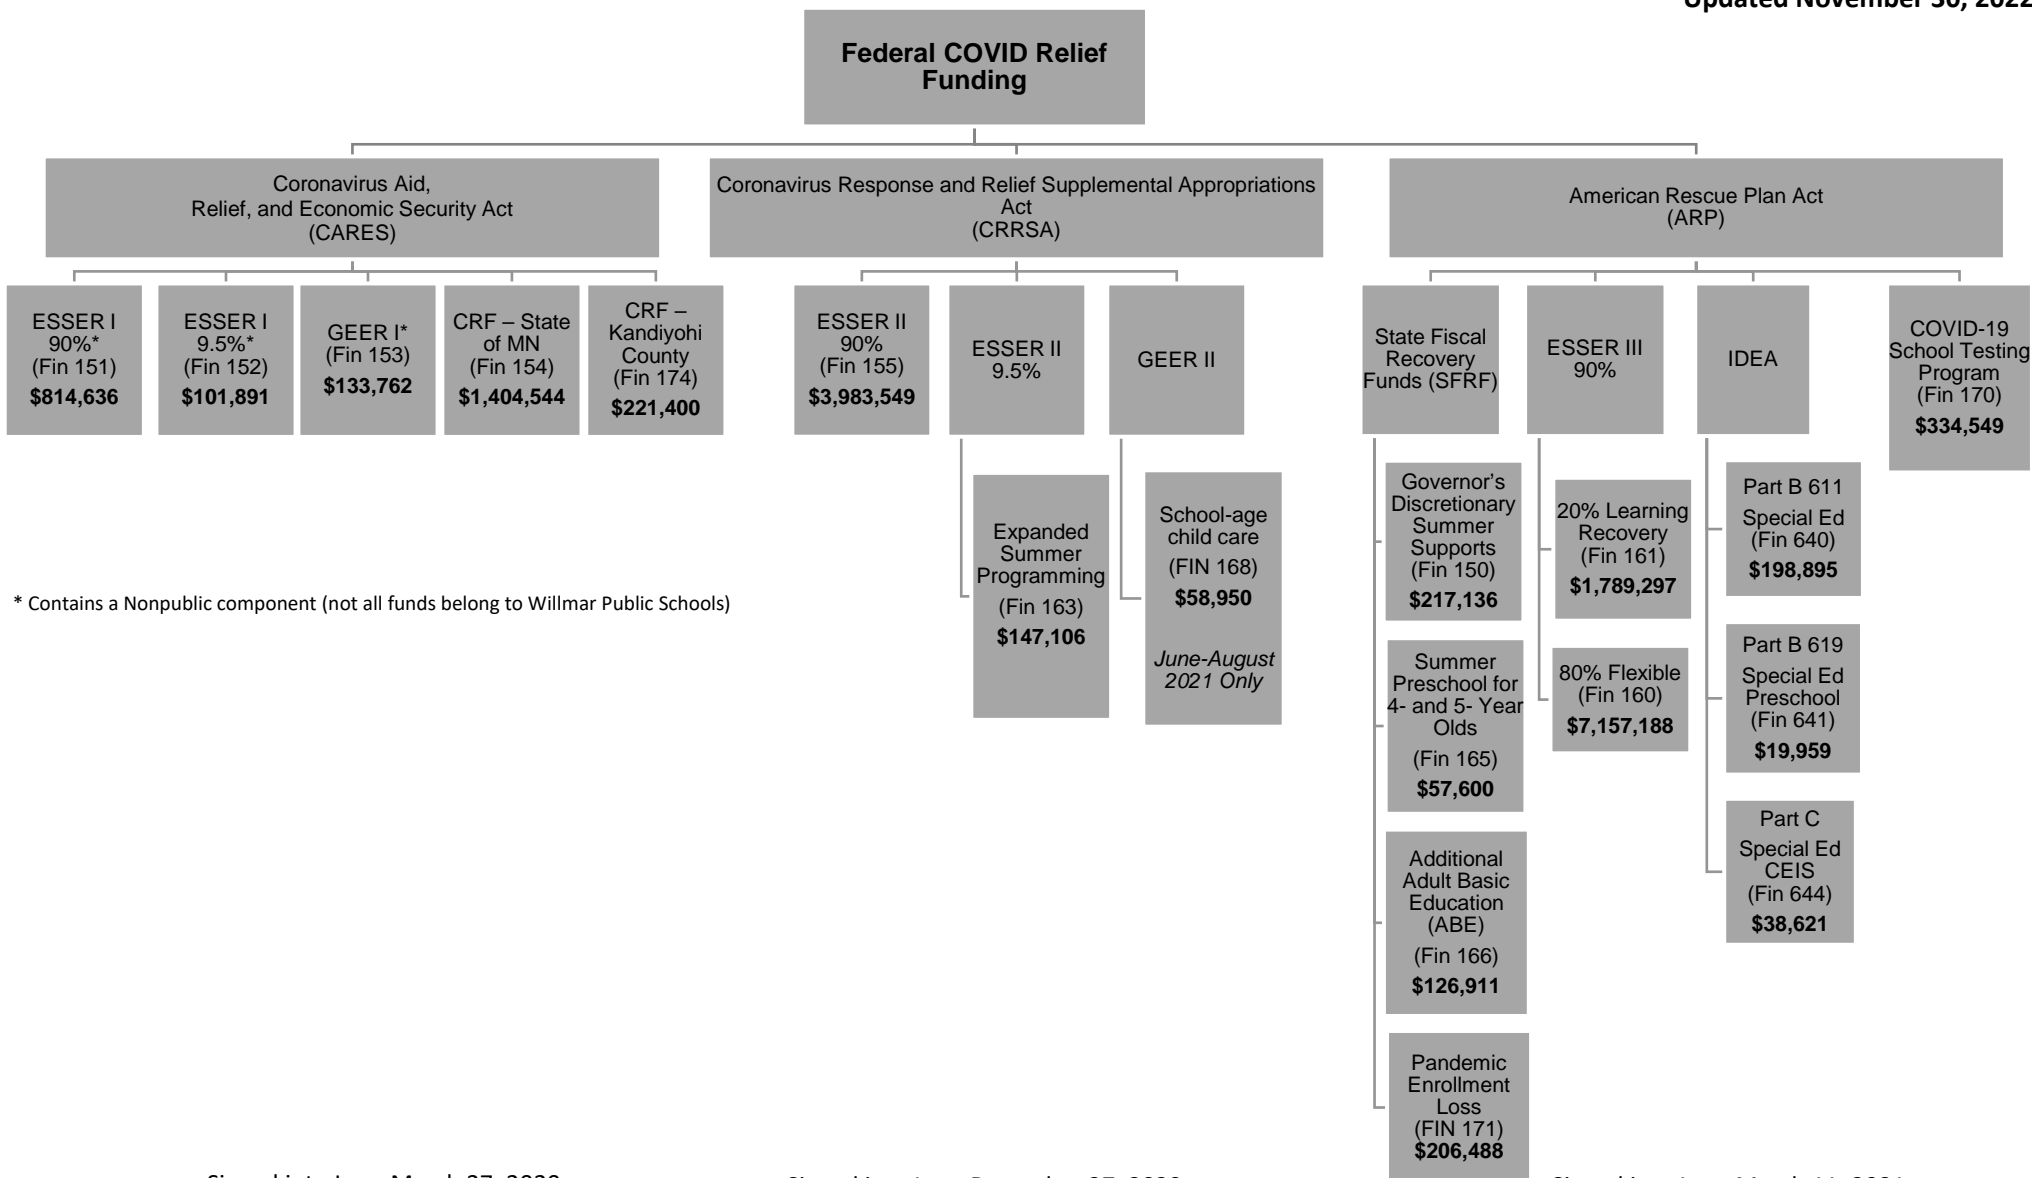 Updated November 30, 2022
Federal COVID Relief
Funding
Coronavirus Aid,
Relief, and Economic Security Act
(CARES)
Coronavirus Response and Relief Supplemental Appropriations
Act
(CRRSA)
American Rescue Plan Act
(ARP)
ESSER I
90%*
(Fin 151)
$814,636
ESSER I
9.5%*
(Fin 152)
$101,891
GEER I*
(Fin 153)
$133,762
CRF – State
of MN
(Fin 154)
$1,404,544
CRF –
Kandiyohi
County
(Fin 174)
$221,400
ESSER II
90%
(Fin 155)
$3,983,549
ESSER II
9.5%
GEER II
State Fiscal
Recovery
Funds (SFRF)
ESSER III
90%
IDEA
COVID-19
School Testing
Program
(Fin 170)
$334,549
Expanded
Summer
Programming
(Fin 163)
$147,106
School-age
child care
(FIN 168)
$58,950
June-August
2021 Only
Governor’s
Discretionary
Summer
Supports
(Fin 150)
$217,136
Summer
Preschool for
4- and 5- Year
Olds
(Fin 165)
$57,600
Additional
Adult Basic
Education
(ABE)
(Fin 166)
$126,911
Pandemic
Enrollment
Loss
(FIN 171)
$206,488
20% Learning
Recovery
(Fin 161)
$1,789,297
80% Flexible
(Fin 160)
$7,157,188
Part B 611
Special Ed
(Fin 640)
$198,895
Part B 619
Special Ed
Preschool
(Fin 641)
$19,959
Part C
Special Ed
CEIS
(Fin 644)
$38,621
* Contains a Nonpublic component (not all funds belong to Willmar Public Schools)